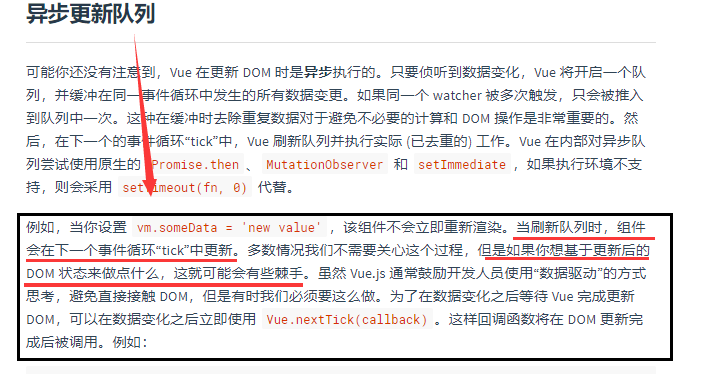 异步更新队列
可能你还没有注意到，Vue 在更新 DOM 时是异步执行的。只要侦听到数据变化，Vue 将开启一个队
列，并缓冲在同一事件循环中发生的所有数据变更。如果同一个 watcher 被多次触发，只会被推入
到队列中一次。这种在缓冲时去除重复数据对于避免不必要的计算和 DOM 操作是非常重要的。然
后，在下一个的事件循环“tick”中，Vue 刷新队列并执行实际 (已去重的) 工作。Vue 在内部对异步队
列尝试使用原生的 Promise.then 、 MutationObserver 和 setImmediate ，如果执行环境不支
持，则会采用 setTimeout(fn, 0) 代替。
例如，当你设置 vm.someData = 'new value' ，该组件不会立即重新渲染。当刷新队列时，组件
会在下一个事件循环“tick”中更新。多数情况我们不需要关心这个过程，但是如果你想基于更新后的
DOM 状态来做点什么，这就可能会有些棘手。虽然 Vue.js 通常鼓励开发人员使用“数据驱动”的方式
思考，避免直接接触 DOM，但是有时我们必须要这么做。为了在数据变化之后等待 Vue 完成更新
DOM，可以在数据变化之后立即使用 Vue.nextTick(callback) 。这样回调函数将在 DOM 更新完
成后被调用。例如：